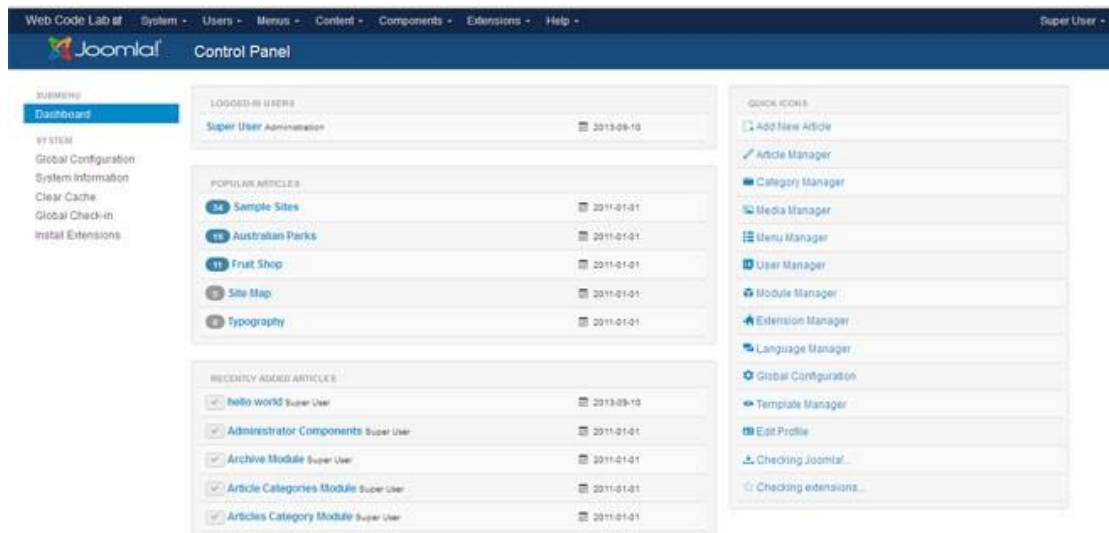 Web Code Lab System Users Menus Content Components Extensions Help Super User
Joomla! Control Panel
SUBMENU
Dashboard
SYSTEM
Global Configuration
System Information
Clear Cache
Global Check-in
Install Extensions
LOGGED-IN USERS
Super User Administration 2013-09-10
POPULAR ARTICLES
34 Sample Sites 2011-01-01
15 Australian Parks 2011-01-01
11 Fruit Shop 2011-01-01
Site Map 2011-01-01
Typography 2011-01-01
RECENTLY ADDED ARTICLES
hello world Super User 2013-09-10
Administrator Components Super User 2011-01-01
Archive Module Super User 2011-01-01
Article Categories Module Super User 2011-01-01
Articles Category Module Super User 2011-01-01
QUICK ICONS
Add New Article
Article Manager
Category Manager
Media Manager
Menu Manager
User Manager
Module Manager
Extension Manager
Language Manager
Global Configuration
Template Manager
Edit Profile
Checking Joomla!...
Checking extensions...